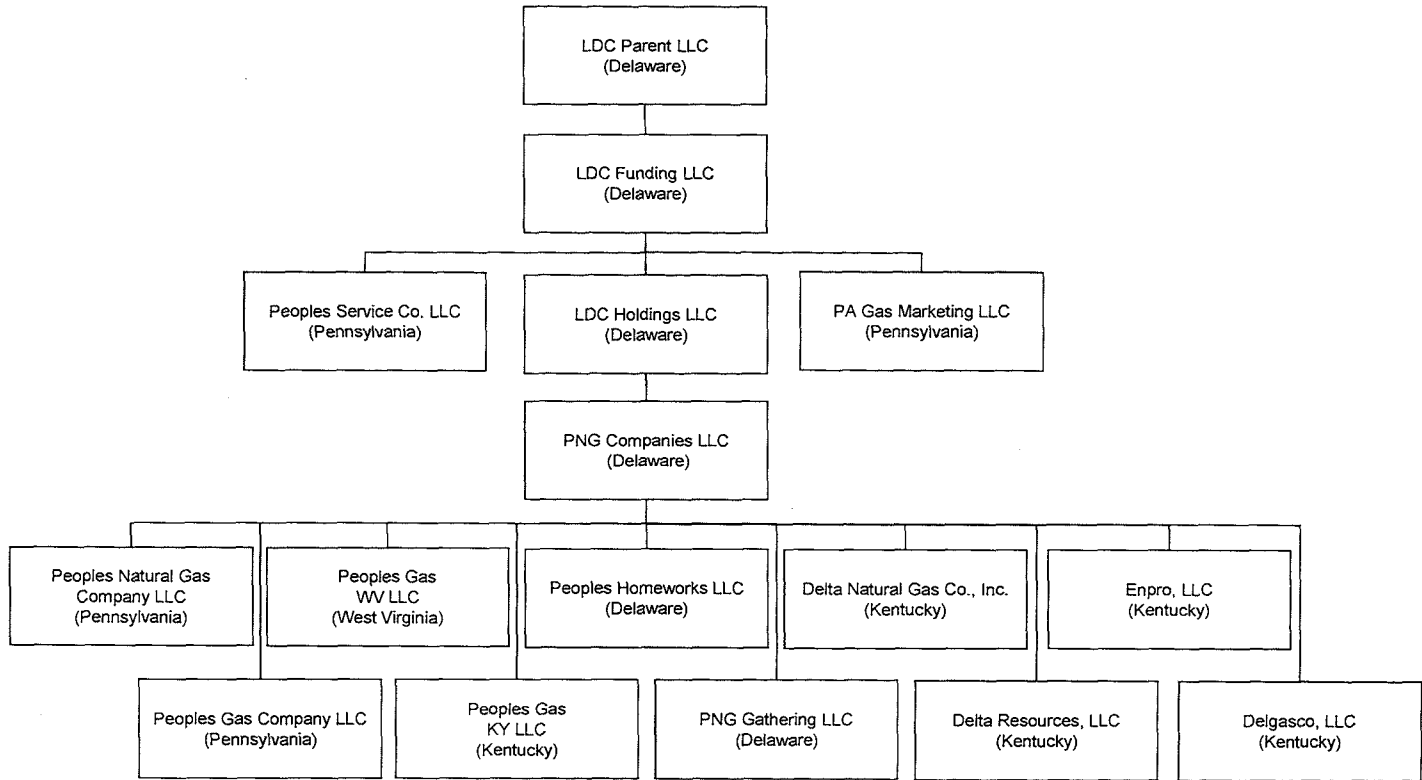 LDC Parent LLC
(Delaware)
LDC Funding LLC
(Delaware)
Peoples Service Co. LLC
(Pennsylvania)
LDC Holdings LLC
(Delaware)
PA Gas Marketing LLC
(Pennsylvania)
PNG Companies LLC
(Delaware)
Peoples Natural Gas
Company LLC
(Pennsylvania)
Peoples Gas
WV LLC
(West Virginia)
Peoples Homeworks LLC
(Delaware)
Delta Natural Gas Co., Inc.
(Kentucky)
Enpro, LLC
(Kentucky)
Peoples Gas Company LLC
(Pennsylvania)
Peoples Gas
KY LLC
(Kentucky)
PNG Gathering LLC
(Delaware)
Delta Resources, LLC
(Kentucky)
Delgasco, LLC
(Kentucky)